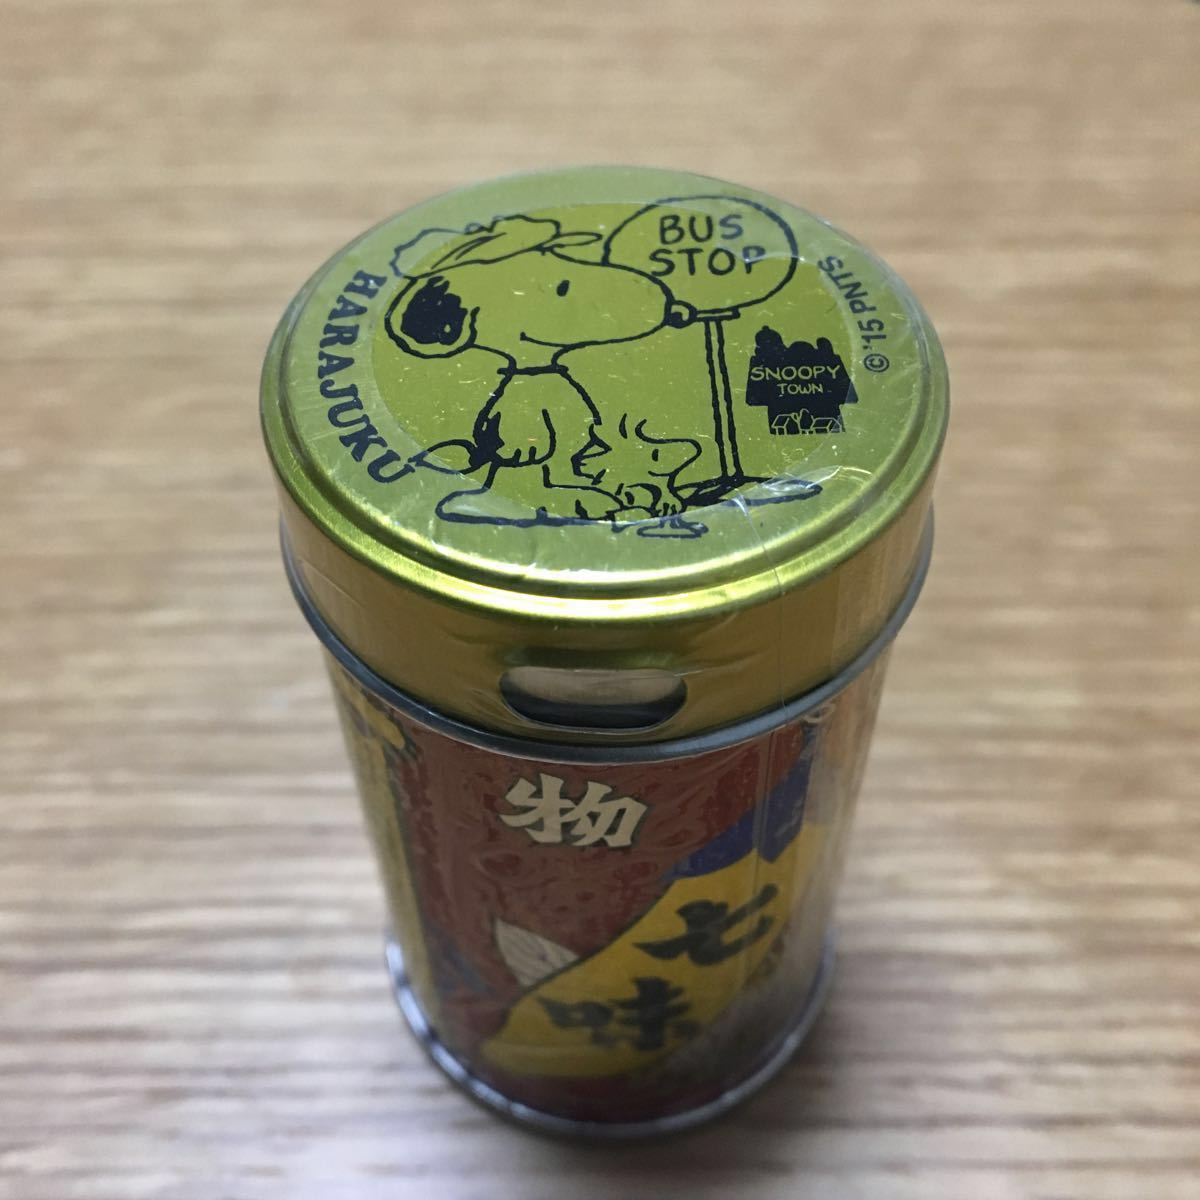 BUS
STOP
HARAJUKU
SNOOPY
TOWN
©'15 PNTS
物
七
味